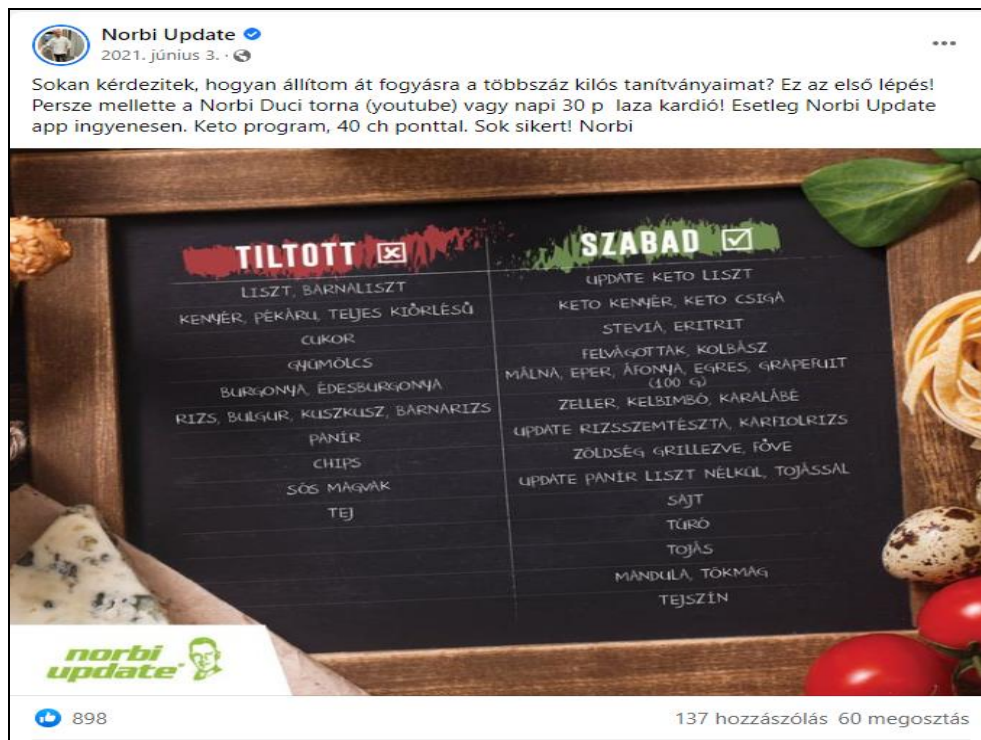 Norbi Update
2021. június 3. ·
Sokan kérdezitek, hogyan állítom át fogyásra a többszáz kilós tanítványaimat? Ez az első lépés!
Persze mellette a Norbi Duci torna (youtube) vagy napi 30 p laza kardió! Esetleg Norbi Update
app ingyenesen. Keto program, 40 ch ponttal. Sok sikert! Norbi
TILTOTT
LISZT, BARNALISZT
KENYÉR, PÉKÁRU, TELJES KIŐRLÉSŰ
CUKOR
GYÜMÖLCS
BURGONYA, ÉDESBURGONYA
RIZS, BULGUR, KUSZKUSZ, BARNARIZS
PANÍR
CHIPS
SÓS MAGVAK
TEJ
SZABAD
UPDATE KETO LISZT
KETO KENYÉR, KETO CSIGA
STEVIA, ERITRIT
FELVÁGOTTAK, KOLBÁSZ
MÁLNA, EPER, ÁFONYA, EGRES, GRAPEFUIT
(100 G)
ZELLER, KELBIMBÓ, KARALÁBÉ
UPDATE RIZSSZEMTÉSZTA, KARFIOLRIZS
ZÖLDSÉG GRILLEZVE, FŐVE
UPDATE PANÍR LISZT NÉLKÜL, TOJÁSSAL
SAJT
TÚRÓ
TOJÁS
MANDULA, TÖKMAG
TEJSZÍN
norbi
update
898
137 hozzászólás 60 megosztás